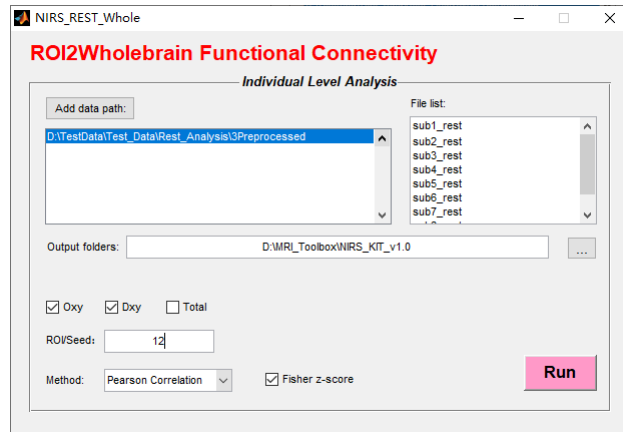 NIRS_REST_Whole
ROI2Wholebrain Functional Connectivity
Individual Level Analysis
Add data path:
File list:
D:\TestData\Test_Data\Rest_Analysis\3Preprocessed
sub1_rest
sub2_rest
sub3_rest
sub4_rest
sub5_rest
sub6_rest
sub7_rest
Output folders:
D:\MRI_Toolbox\NIRS_KIT_v1.0
...
Oxy
Dxy
Total
ROI/Seed:
12
Method:
Pearson Correlation
Fisher z-score
Run